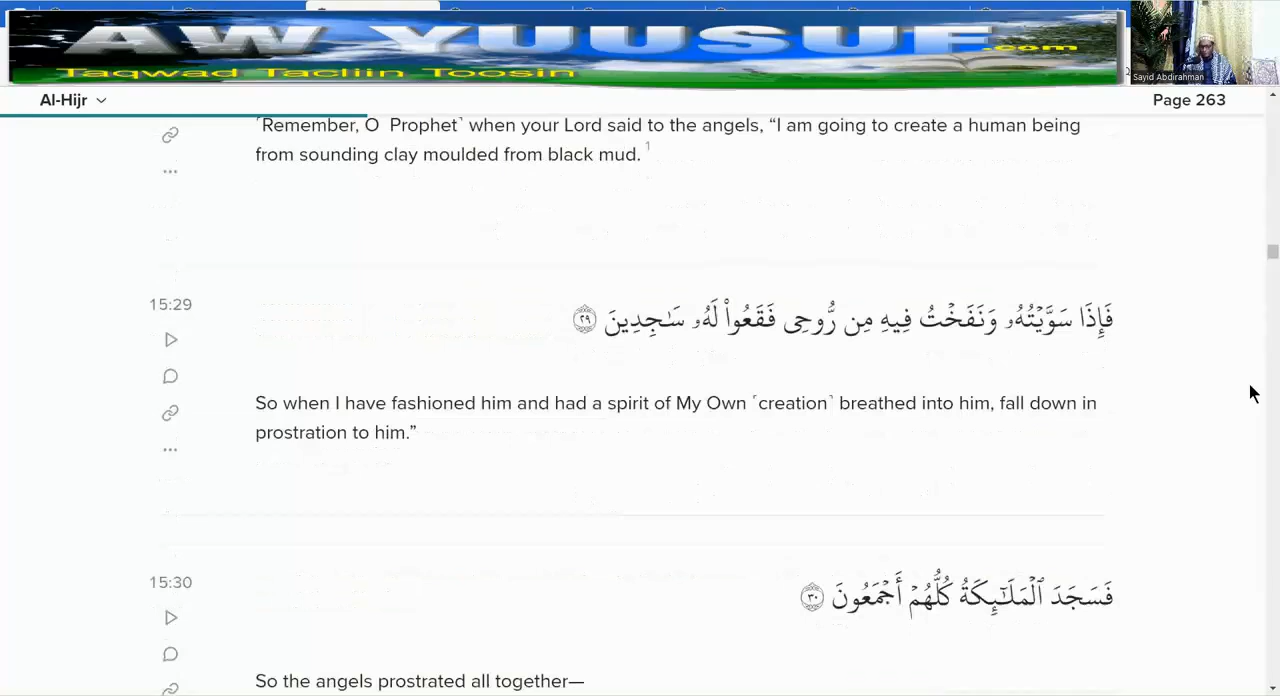 AW YUUSUF.com
Taqwad Tacliin Toosin
Sayid Abdirahman
Al-Hijr
Page 263
˹Remember, O Prophet˺ when your Lord said to the angels, “I am going to create a human being
from sounding clay moulded from black mud. 1
15:29
فَإِذَا سَوَّيْتُهُۥ وَنَفَخْتُ فِيهِ مِن رُّوحِى فَقَعُوا۟ لَهُۥ سَـٰجِدِينَ ٢٩
So when I have fashioned him and had a spirit of My Own ˹creation˺ breathed into him, fall down in
prostration to him.”
15:30
فَسَجَدَ ٱلْمَلَـٰٓئِكَةُ كُلُّهُمْ أَجْمَعُونَ ٣٠
So the angels prostrated all together—